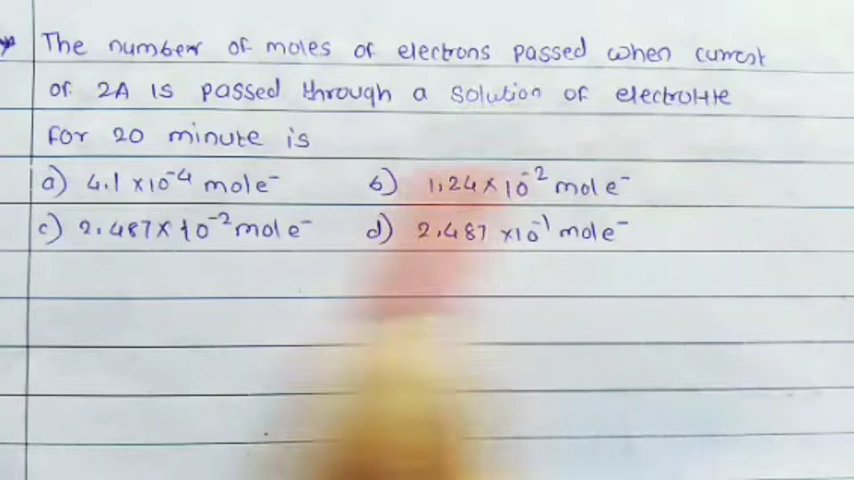 The number of moles of electrons passed when current
of 2A is passed through a solution of electrolyte
for 20 minute is
a) 4.1 × 10⁻⁴ mole⁻ b) 1.24 × 10⁻² mole⁻
c) 2.487 × 10⁻² mole⁻ d) 2.487 × 10⁻¹ mole⁻